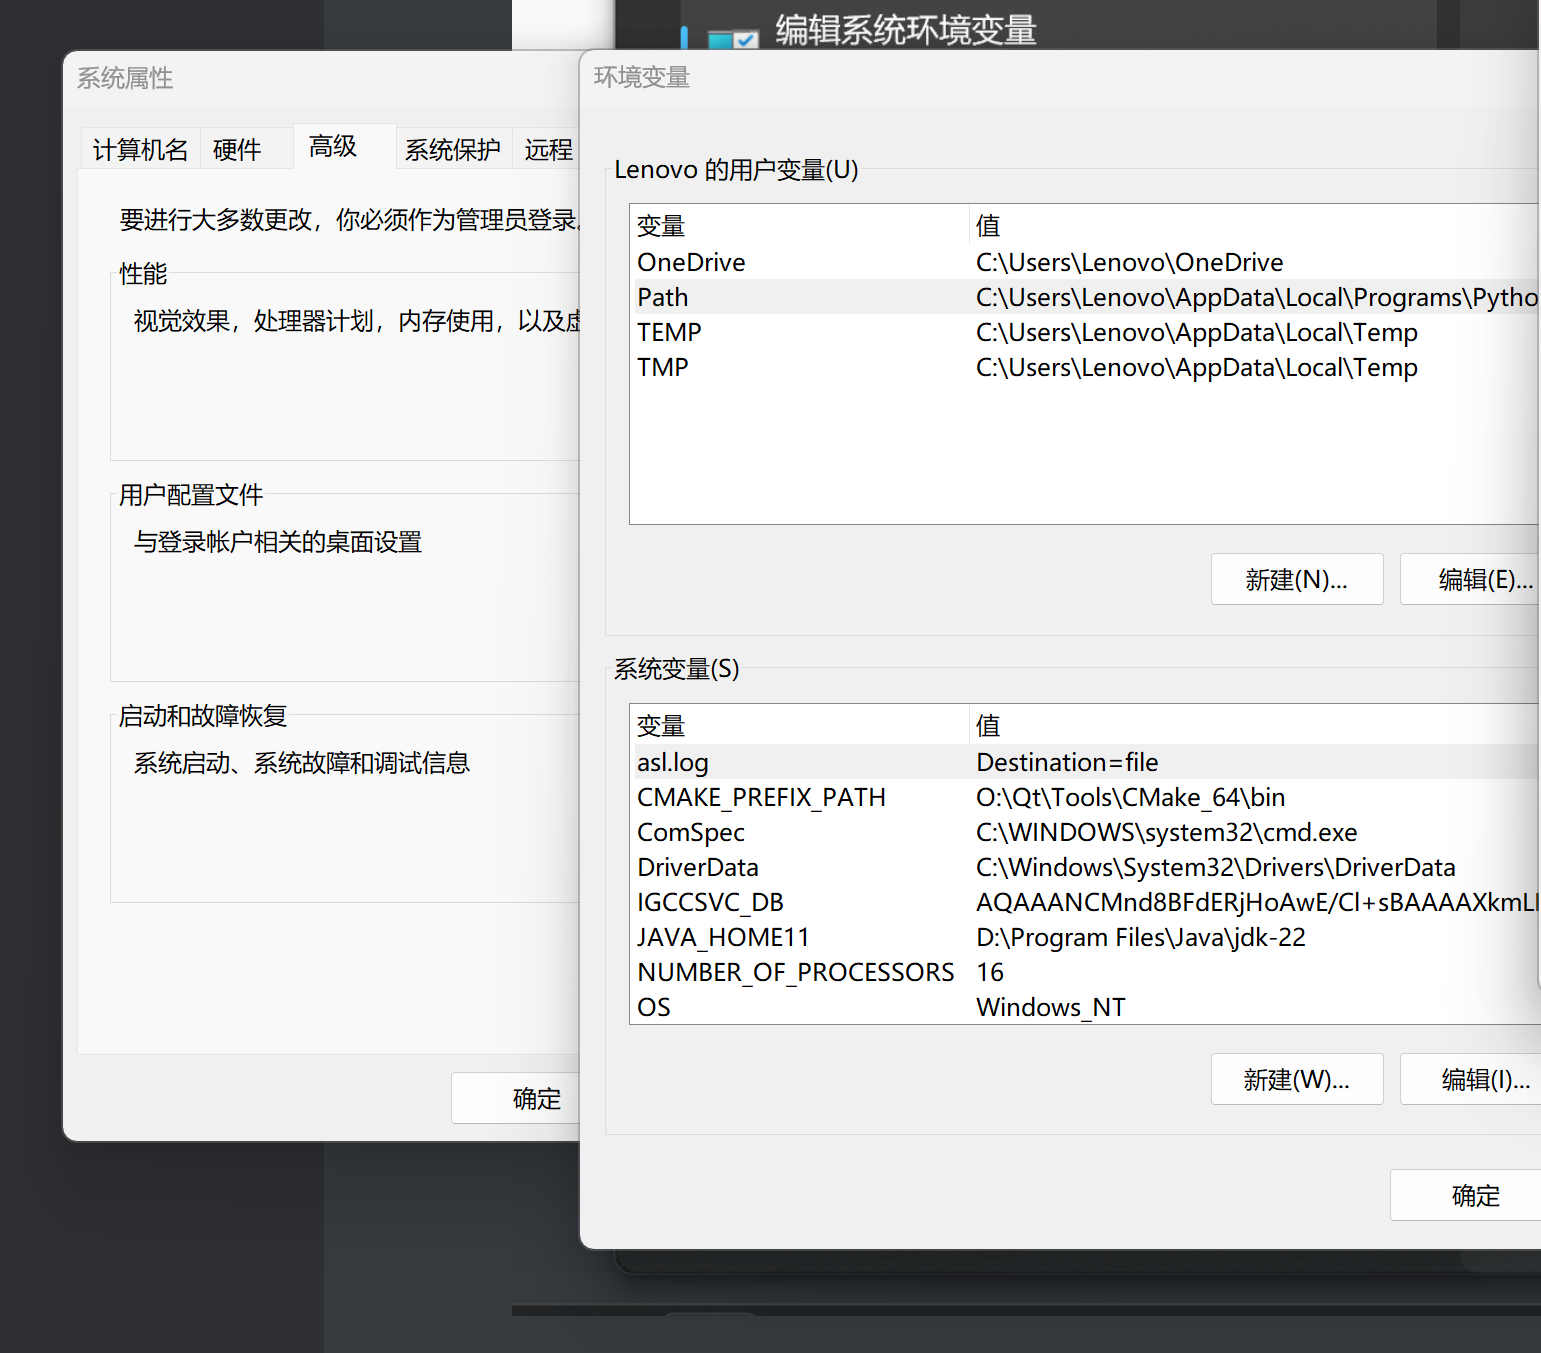 编辑系统环境变量
系统属性
计算机名
硬件
高级
系统保护
远程
要进行大多数更改，你必须作为管理员登录。
性能
视觉效果，处理器计划，内存使用，以及虚
用户配置文件
与登录帐户相关的桌面设置
启动和故障恢复
系统启动、系统故障和调试信息
确定
环境变量
Lenovo 的用户变量(U)
变量 值
OneDrive C:\Users\Lenovo\OneDrive
Path C:\Users\Lenovo\AppData\Local\Programs\Pytho
TEMP C:\Users\Lenovo\AppData\Local\Temp
TMP C:\Users\Lenovo\AppData\Local\Temp
新建(N)... 编辑(E)...
系统变量(S)
变量 值
asl.log Destination=file
CMAKE_PREFIX_PATH O:\Qt\Tools\CMake_64\bin
ComSpec C:\WINDOWS\system32\cmd.exe
DriverData C:\Windows\System32\Drivers\DriverData
IGCCSVC_DB AQAAANCMnd8BFdERjHoAwE/Cl+sBAAAAXkmLI
JAVA_HOME11 D:\Program Files\Java\jdk-22
NUMBER_OF_PROCESSORS 16
OS Windows_NT
新建(W)... 编辑(I)...
确定